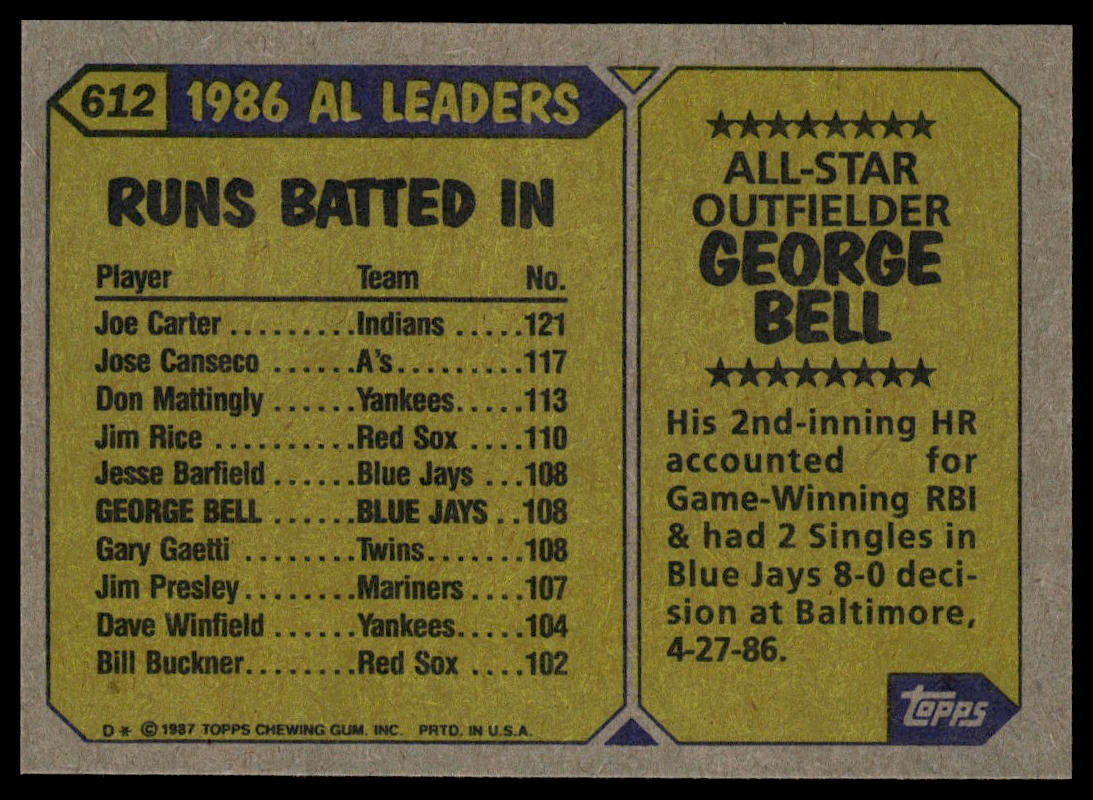 612 1986 AL LEADERS
RUNS BATTED IN
Player Team No.
Joe Carter .........Indians .....121
Jose Canseco ......A's.........117
Don Mattingly ......Yankees.....113
Jim Rice ..........Red Sox ....110
Jesse Barfield ......Blue Jays ...108
GEORGE BELL ......BLUE JAYS ..108
Gary Gaetti ........Twins.......108
Jim Presley........Mariners ....107
Dave Winfield ......Yankees.....104
Bill Buckner........Red Sox ....102
D* © 1987 TOPPS CHEWING GUM, INC. PRTD. IN U.S.A.
ALL-STAR
OUTFIELDER
GEORGE
BELL
His 2nd-inning HR
accounted for
Game-Winning RBI
& had 2 Singles in
Blue Jays 8-0 deci-
sion at Baltimore,
4-27-86.
topps